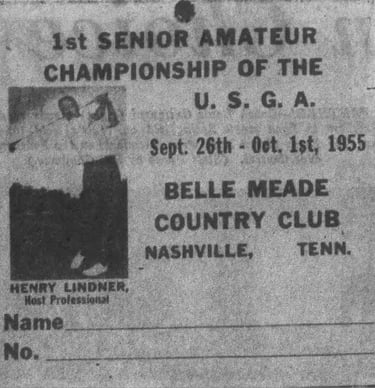 1st SENIOR AMATEUR
CHAMPIONSHIP OF THE
U. S. G. A.
Sept. 26th - Oct. 1st, 1955
BELLE MEADE
COUNTRY CLUB
NASHVILLE, TENN.
HENRY LINDNER,
Host Professional
Name
No.